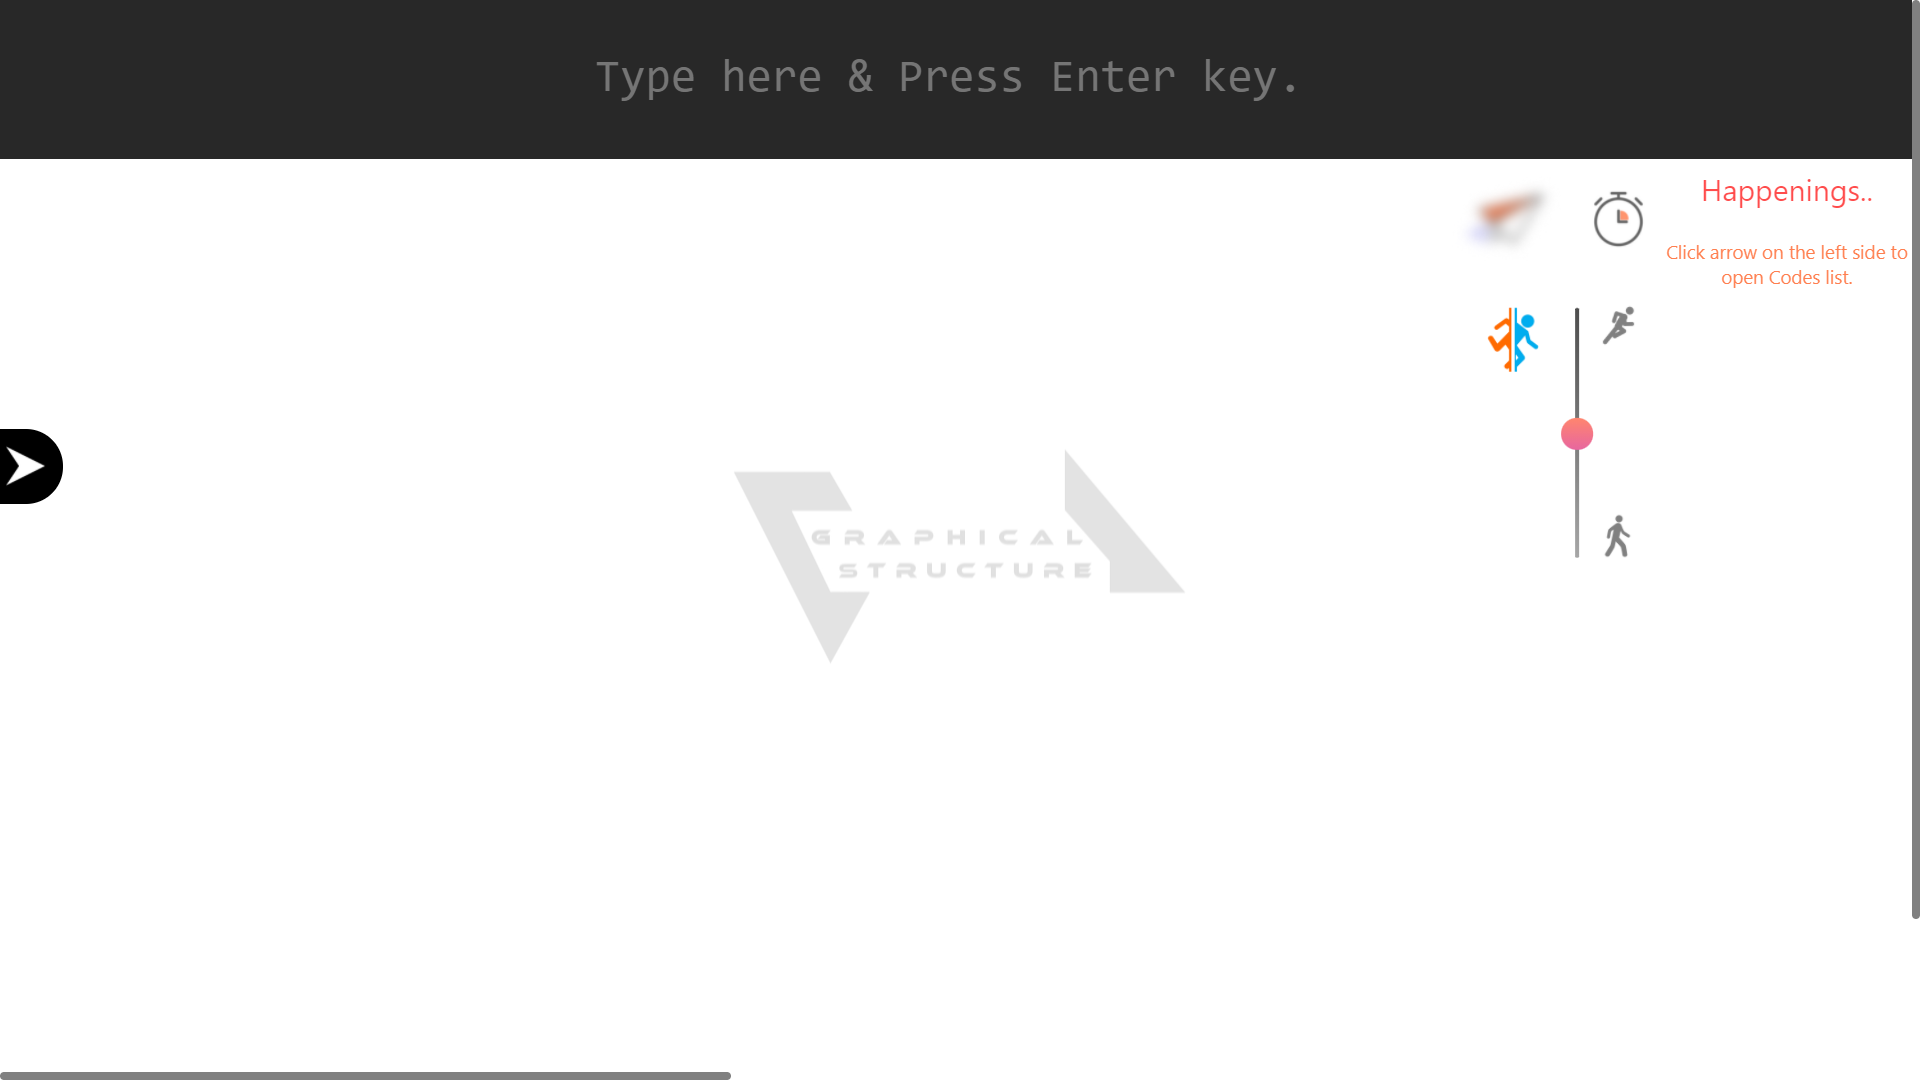 Type here & Press Enter key.
Happenings..
Click arrow on the left side to
open Codes list.
GRAPHICAL
STRUCTURE